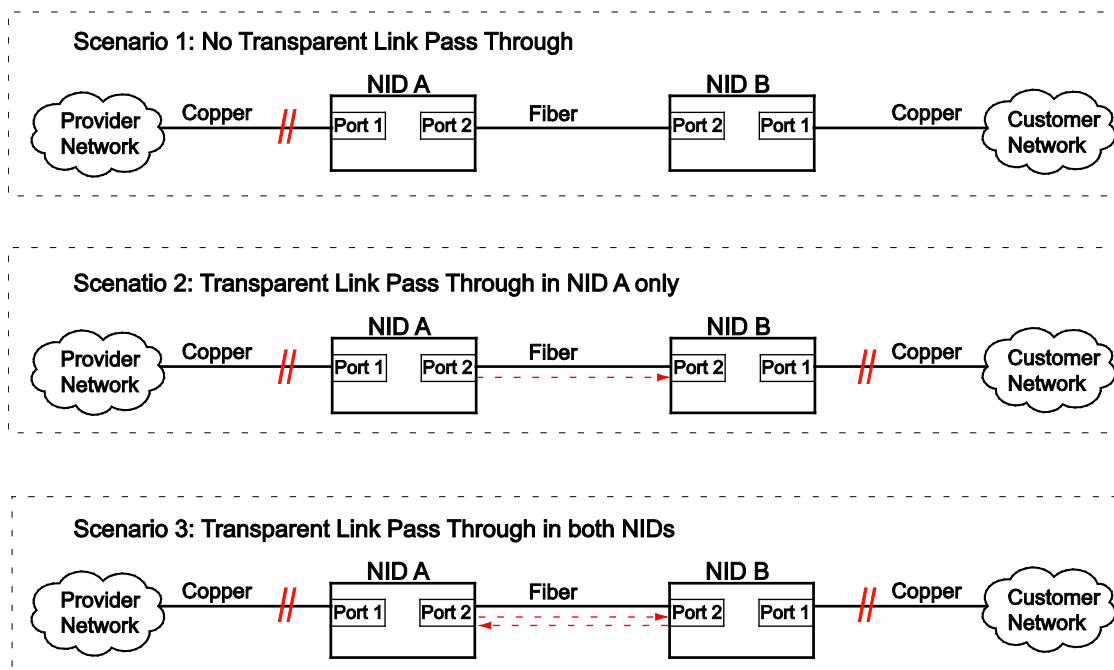 Scenario 1: No Transparent Link Pass Through
NID A
NID B
Provider
Network
Copper
Port 1
Port 2
Fiber
Port 2
Port 1
Copper
Customer
Network
Scenatio 2: Transparent Link Pass Through in NID A only
NID A
NID B
Provider
Network
Copper
Port 1
Port 2
Fiber
Port 2
Port 1
Copper
Customer
Network
Scenario 3: Transparent Link Pass Through in both NIDs
NID A
NID B
Provider
Network
Copper
Port 1
Port 2
Fiber
Port 2
Port 1
Copper
Customer
Network